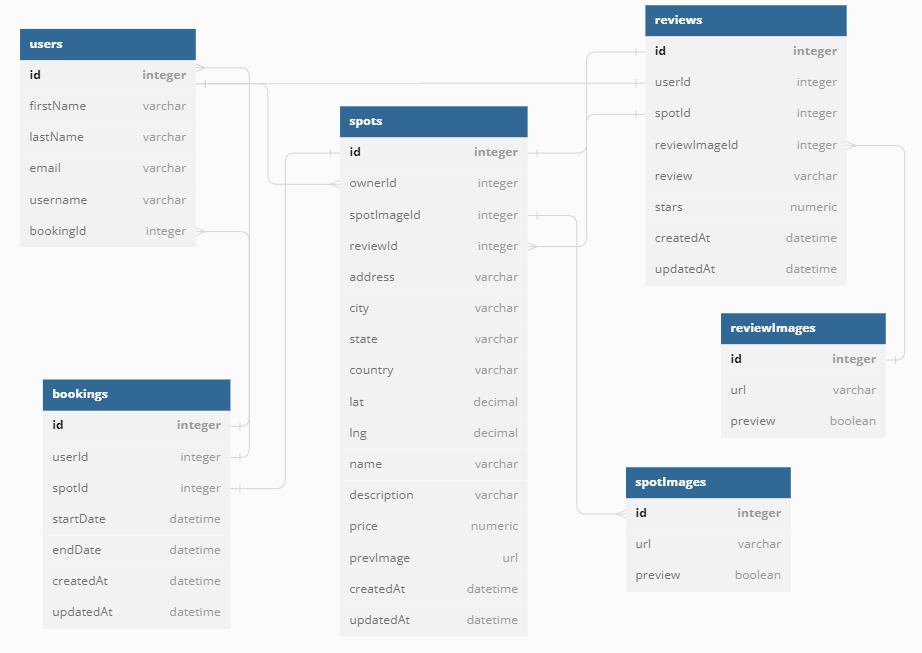 users
id integer
firstName varchar
lastName varchar
email varchar
username varchar
bookingId integer
bookings
id integer
userId integer
spotId integer
startDate datetime
endDate datetime
createdAt datetime
updatedAt datetime
spots
id integer
ownerId integer
spotImageId integer
reviewId integer
address varchar
city varchar
state varchar
country varchar
lat decimal
lng decimal
name varchar
description varchar
price numeric
prevImage url
createdAt datetime
updatedAt datetime
reviews
id integer
userId integer
spotId integer
reviewImageId integer
review varchar
stars numeric
createdAt datetime
updatedAt datetime
reviewImages
id integer
url varchar
preview boolean
spotImages
id integer
url varchar
preview boolean